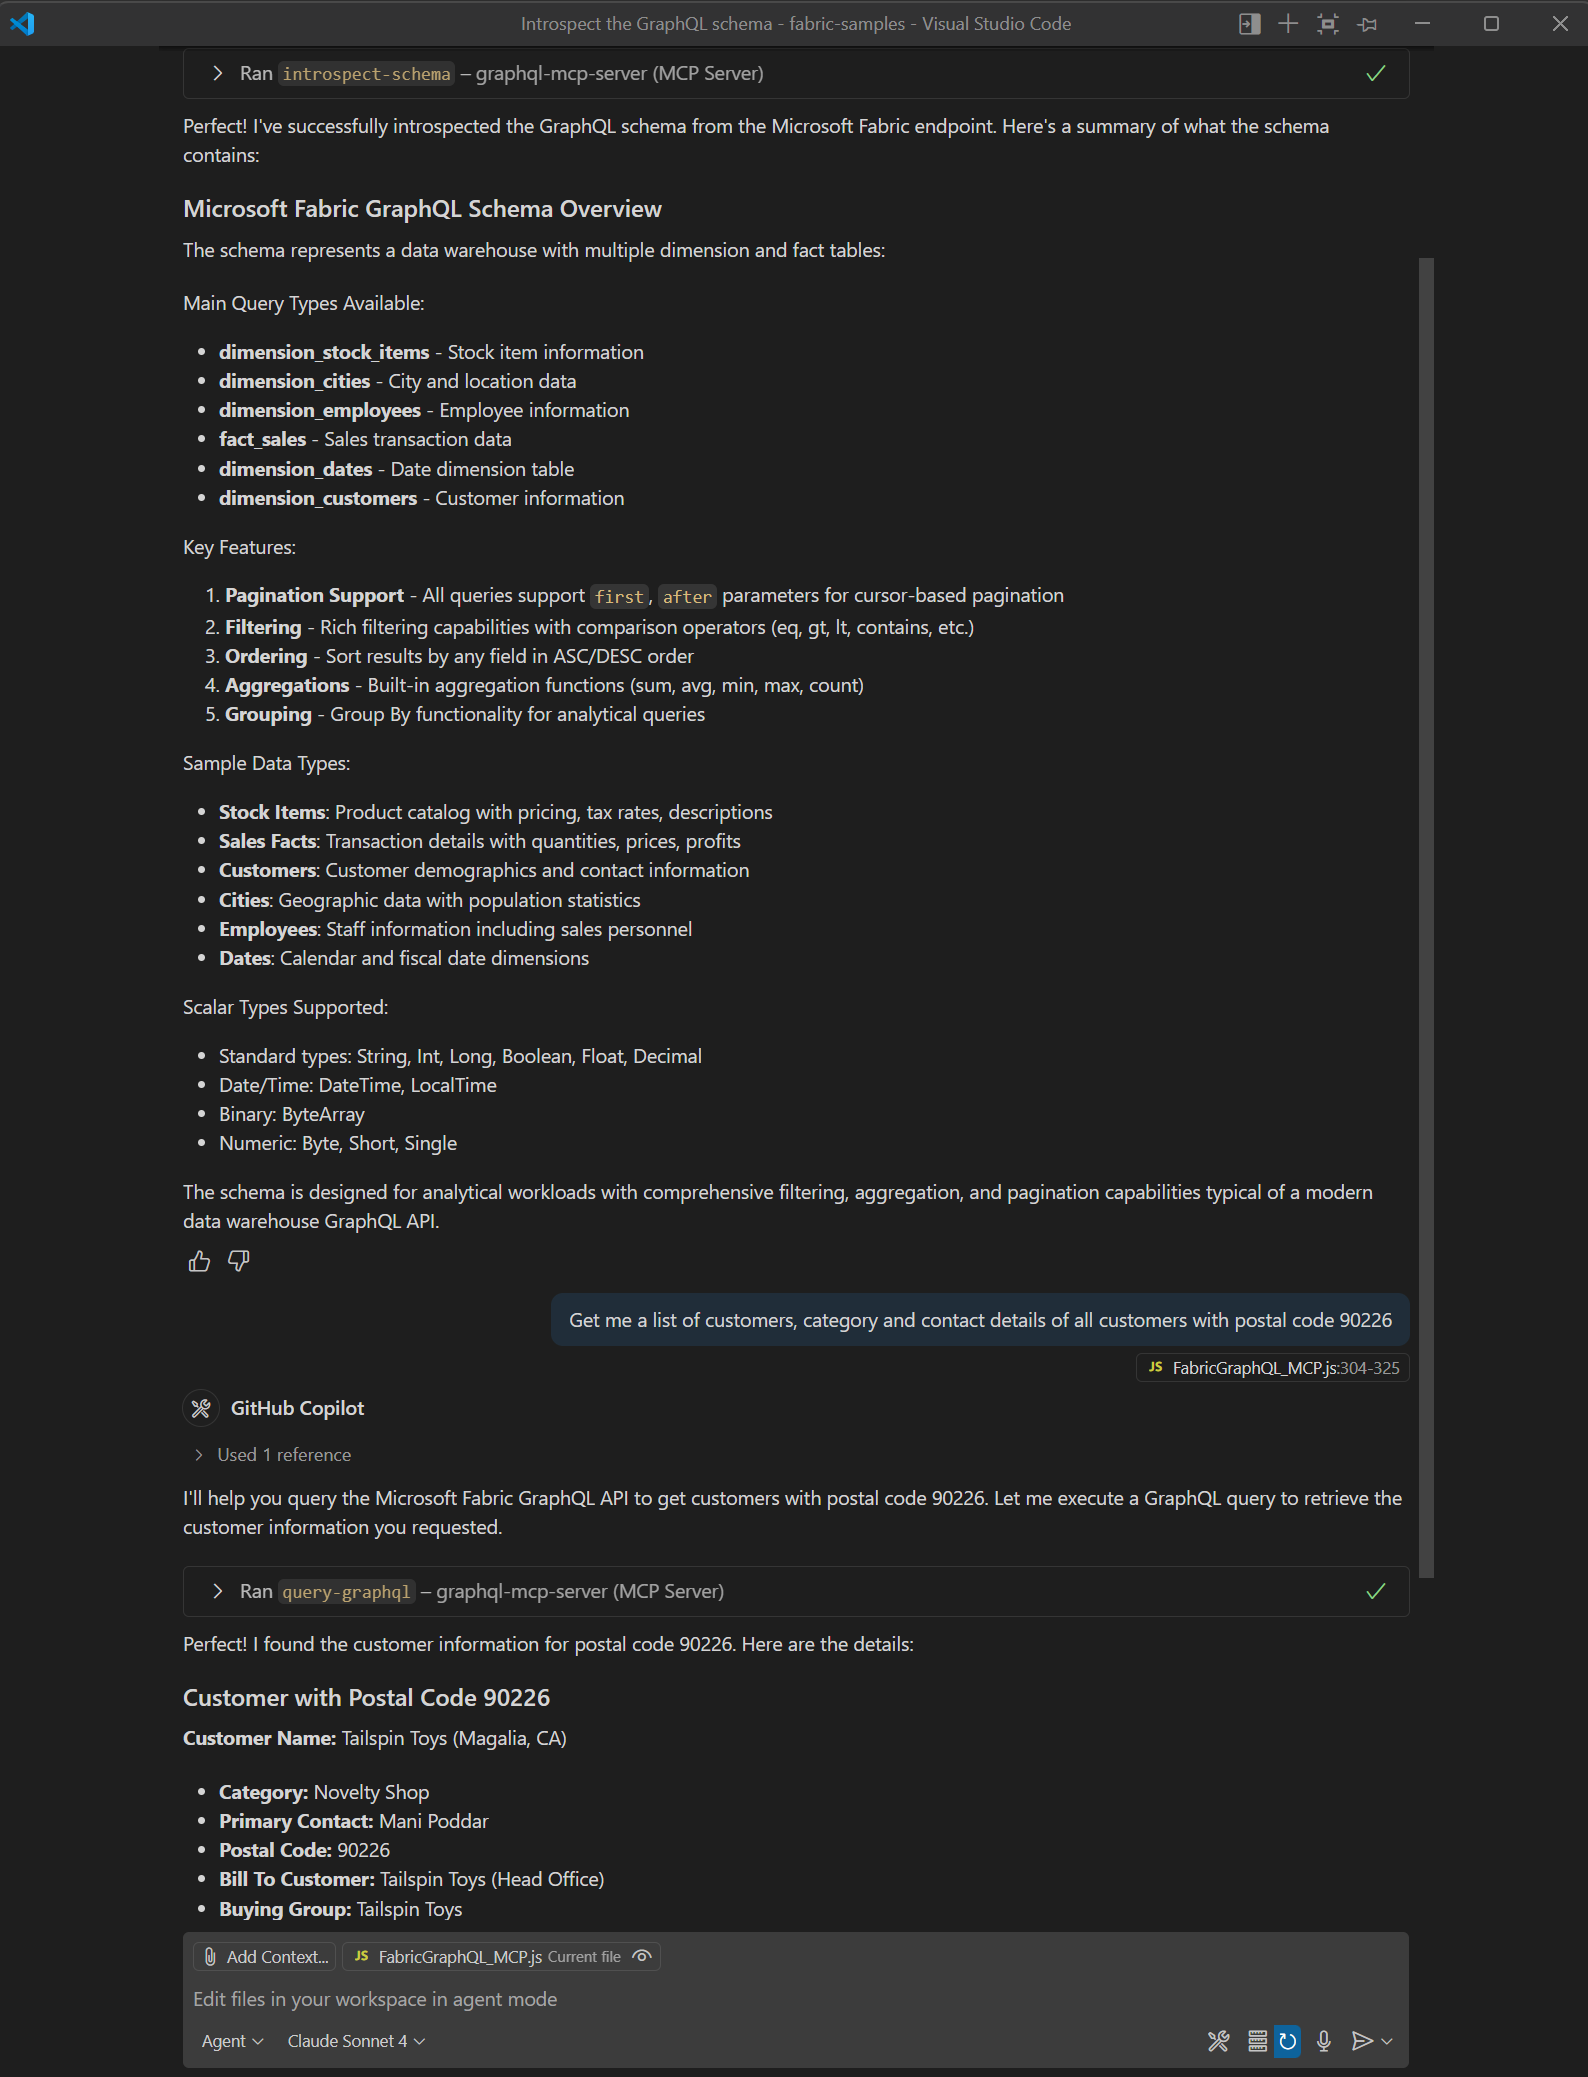 Introspect the GraphQL schema - fabric-samples - Visual Studio Code
Ran introspect-schema – graphql-mcp-server (MCP Server)
Perfect! I've successfully introspected the GraphQL schema from the Microsoft Fabric endpoint. Here's a summary of what the schema
contains:
Microsoft Fabric GraphQL Schema Overview
The schema represents a data warehouse with multiple dimension and fact tables:
Main Query Types Available:
• dimension_stock_items - Stock item information
• dimension_cities - City and location data
• dimension_employees - Employee information
• fact_sales - Sales transaction data
• dimension_dates - Date dimension table
• dimension_customers - Customer information
Key Features:
1. Pagination Support - All queries support first, after parameters for cursor-based pagination
2. Filtering - Rich filtering capabilities with comparison operators (eq, gt, lt, contains, etc.)
3. Ordering - Sort results by any field in ASC/DESC order
4. Aggregations - Built-in aggregation functions (sum, avg, min, max, count)
5. Grouping - Group By functionality for analytical queries
Sample Data Types:
• Stock Items: Product catalog with pricing, tax rates, descriptions
• Sales Facts: Transaction details with quantities, prices, profits
• Customers: Customer demographics and contact information
• Cities: Geographic data with population statistics
• Employees: Staff information including sales personnel
• Dates: Calendar and fiscal date dimensions
Scalar Types Supported:
• Standard types: String, Int, Long, Boolean, Float, Decimal
• Date/Time: DateTime, LocalTime
• Binary: ByteArray
• Numeric: Byte, Short, Single
The schema is designed for analytical workloads with comprehensive filtering, aggregation, and pagination capabilities typical of a modern
data warehouse GraphQL API.
Get me a list of customers, category and contact details of all customers with postal code 90226
JS FabricGraphQL_MCP.js:304-325
GitHub Copilot
Used 1 reference
I'll help you query the Microsoft Fabric GraphQL API to get customers with postal code 90226. Let me execute a GraphQL query to retrieve the
customer information you requested.
Ran query-graphql – graphql-mcp-server (MCP Server)
Perfect! I found the customer information for postal code 90226. Here are the details:
Customer with Postal Code 90226
Customer Name: Tailspin Toys (Magalia, CA)
• Category: Novelty Shop
• Primary Contact: Mani Poddar
• Postal Code: 90226
• Bill To Customer: Tailspin Toys (Head Office)
• Buying Group: Tailspin Toys
Add Context... JS FabricGraphQL_MCP.js Current file
Edit files in your workspace in agent mode
Agent Claude Sonnet 4